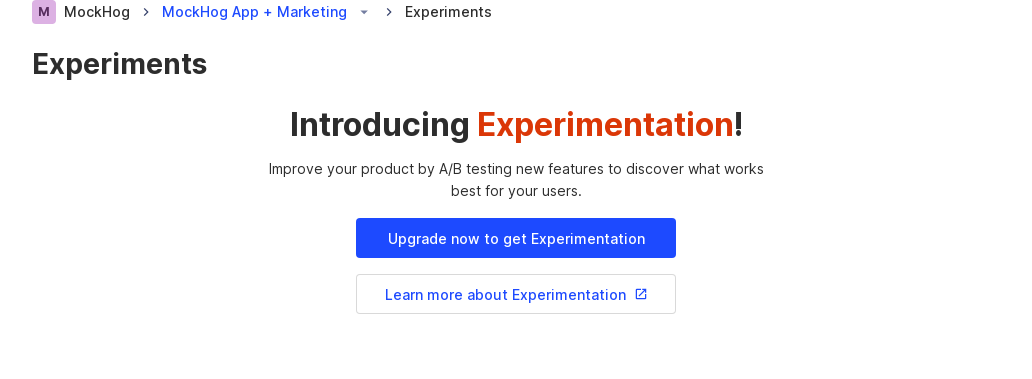 M MockHog MockHog App + Marketing Experiments
Experiments
Introducing Experimentation!
Improve your product by A/B testing new features to discover what works
best for your users.
Upgrade now to get Experimentation
Learn more about Experimentation